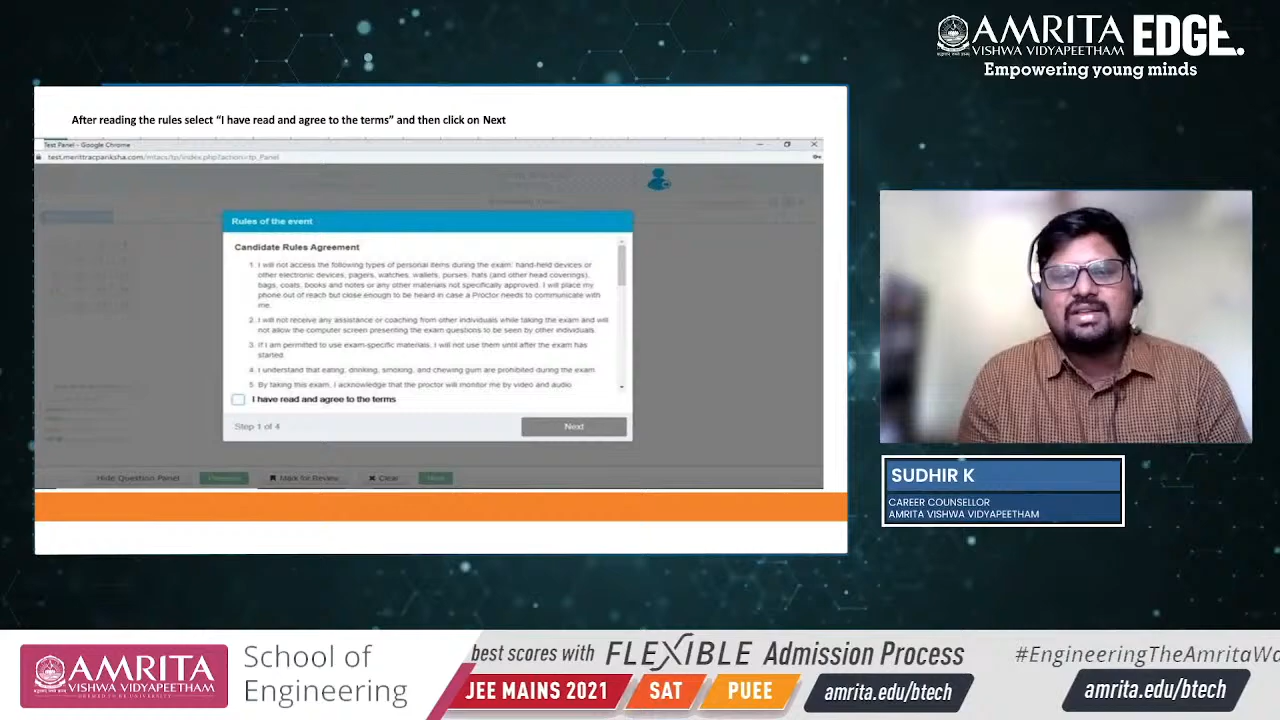 AMRITA
VISHWA VIDYAPEETHAM
EDGE.
Empowering young minds
After reading the rules select “I have read and agree to the terms” and then click on Next
Test Panel - Google Chrome
test.merittracpariksha.com/mtacs/tp/index.php?action=tp_Panel
Rules of the event
Candidate Rules Agreement
1. I will not access the following types of personal items during the exam: hand-held devices or
other electronic devices, pagers, watches, wallets, purses, hats (and other head coverings),
bags, coats, books and notes or any other materials not specifically approved. I will place my
phone out of reach but close enough to be heard in case a Proctor needs to communicate with
me.
2. I will not receive any assistance or coaching from other individuals while taking the exam and will
not allow the computer screen presenting the exam questions to be seen by other individuals.
3. If I am permitted to use exam-specific materials, I will not use them until after the exam has
started.
4. I understand that eating, drinking, smoking, and chewing gum are prohibited during the exam
5. By taking this exam, I acknowledge that the proctor will monitor me by video and audio
I have read and agree to the terms
Step 1 of 4
Next
Hide Question Panel
Mark for Review
Clear
SUDHIR K
CAREER COUNSELLOR
AMRITA VISHWA VIDYAPEETHAM
AMRITA
VISHWA VIDYAPEETHAM
School of
Engineering
best scores with FLEXIBLE Admission Process
JEE MAINS 2021 SAT PUEE amrita.edu/btech
#EngineeringTheAmritaWa
amrita.edu/btech